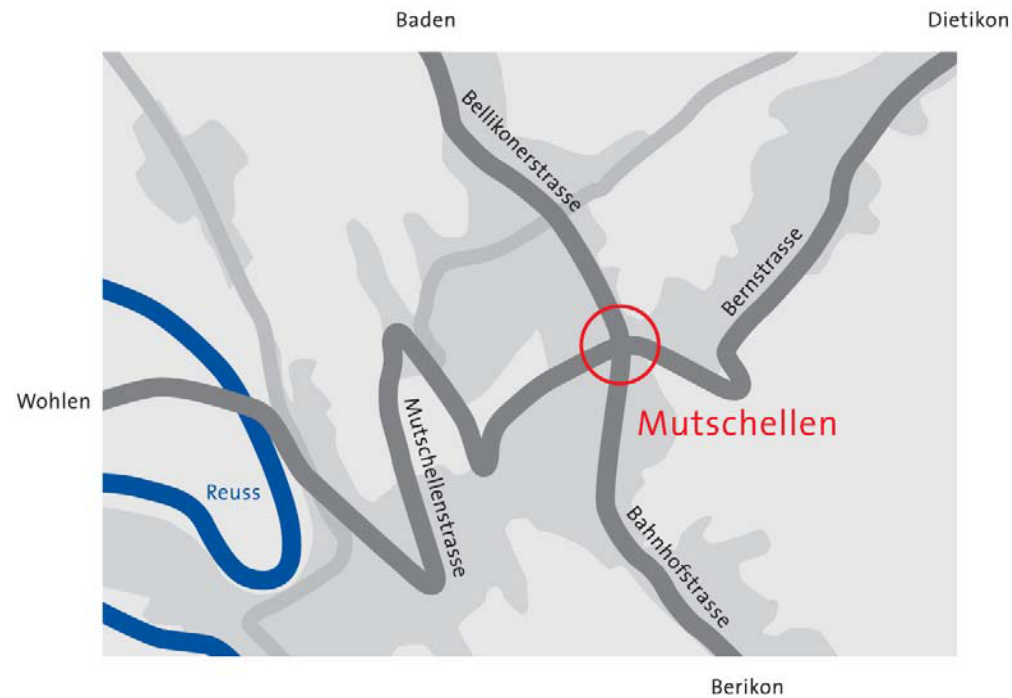 Baden
Dietikon
Bellikonerstrasse
Bernstrasse
Wohlen
Mutschellenstrasse
Mutschellen
Reuss
Bahnhofstrasse
Berikon